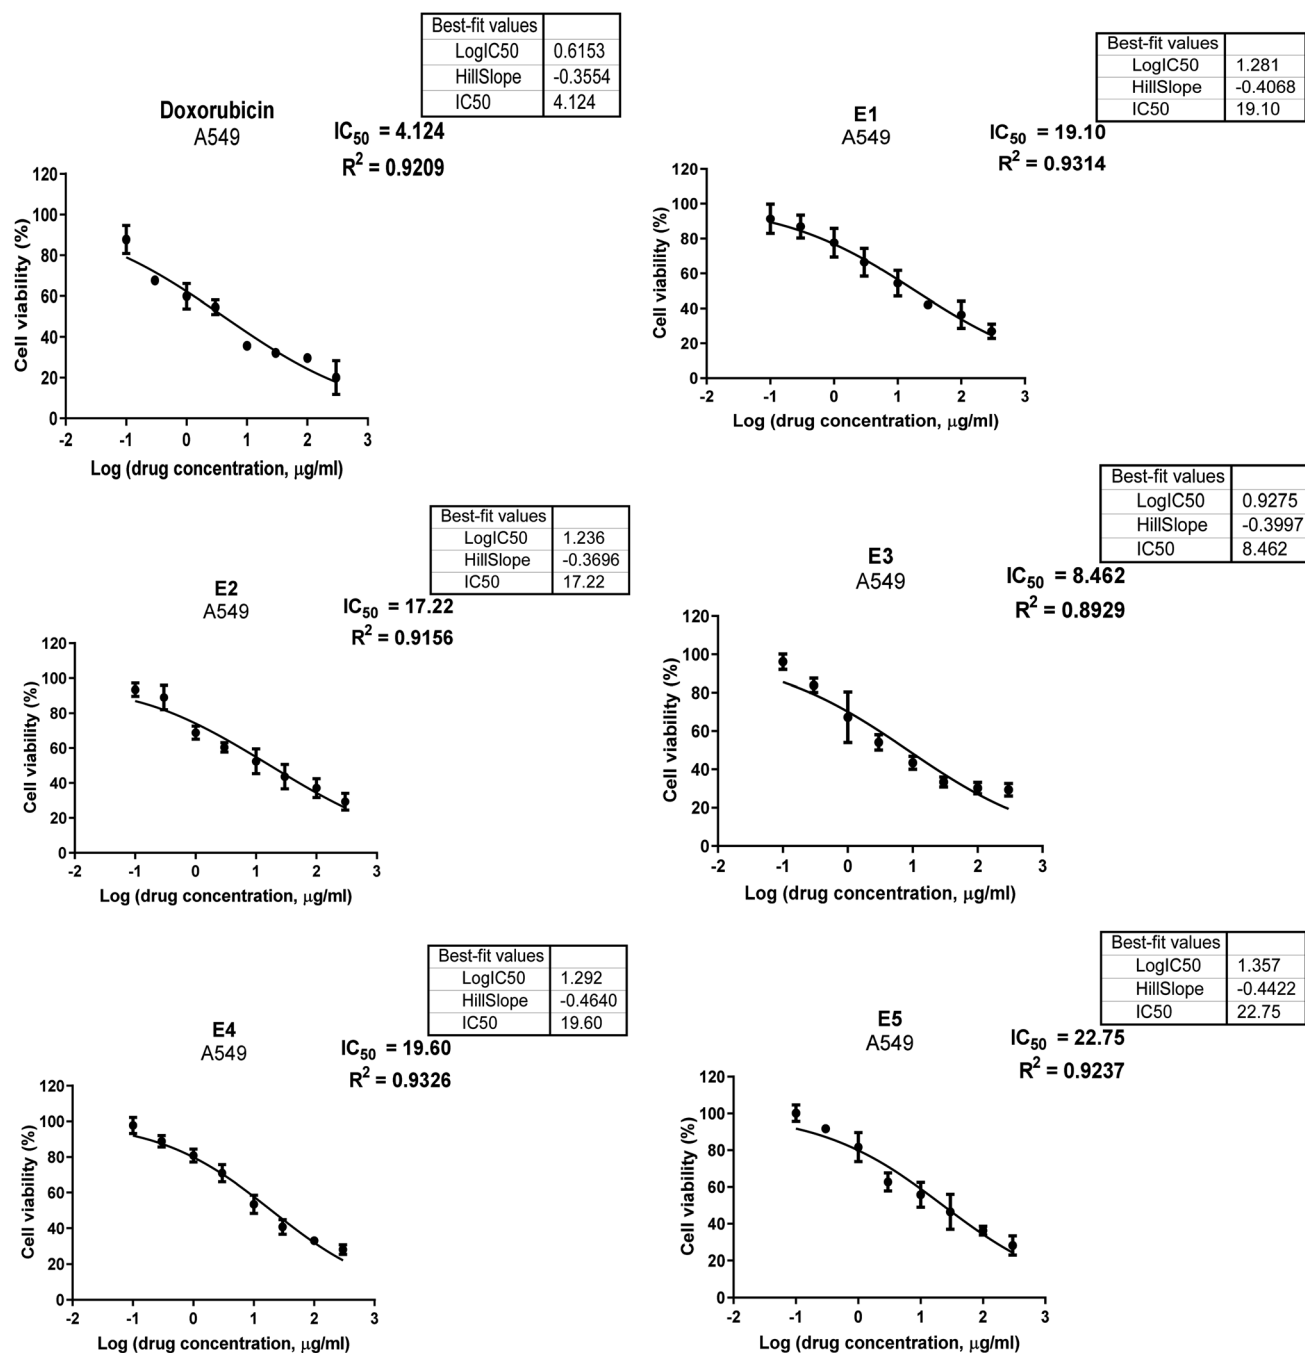 Best-fit values
LogIC50 0.6153
HillSlope -0.3554
IC50 4.124
Doxorubicin
A549
IC50 = 4.124
R2 = 0.9209
120
100
80
60
40
20
0
-2 -1 0 1 2 3
Cell viability (%)
Log (drug concentration, μg/ml)
Best-fit values
LogIC50 1.281
HillSlope -0.4068
IC50 19.10
E1
A549
IC50 = 19.10
R2 = 0.9314
120
100
80
60
40
20
0
-2 -1 0 1 2 3
Cell viability (%)
Log (drug concentration, μg/ml)
Best-fit values
LogIC50 1.236
HillSlope -0.3696
IC50 17.22
E2
A549
IC50 = 17.22
R2 = 0.9156
120
100
80
60
40
20
0
-2 -1 0 1 2 3
Cell viability (%)
Log (drug concentration, μg/ml)
Best-fit values
LogIC50 0.9275
HillSlope -0.3997
IC50 8.462
E3
A549
IC50 = 8.462
R2 = 0.8929
120
100
80
60
40
20
0
-2 -1 0 1 2 3
Cell viability (%)
Log (drug concentration, μg/ml)
Best-fit values
LogIC50 1.292
HillSlope -0.4640
IC50 19.60
E4
A549
IC50 = 19.60
R2 = 0.9326
120
100
80
60
40
20
0
-2 -1 0 1 2 3
Cell viability (%)
Log (drug concentration, μg/ml)
Best-fit values
LogIC50 1.357
HillSlope -0.4422
IC50 22.75
E5
A549
IC50 = 22.75
R2 = 0.9237
120
100
80
60
40
20
0
-2 -1 0 1 2 3
Cell viability (%)
Log (drug concentration, μg/ml)